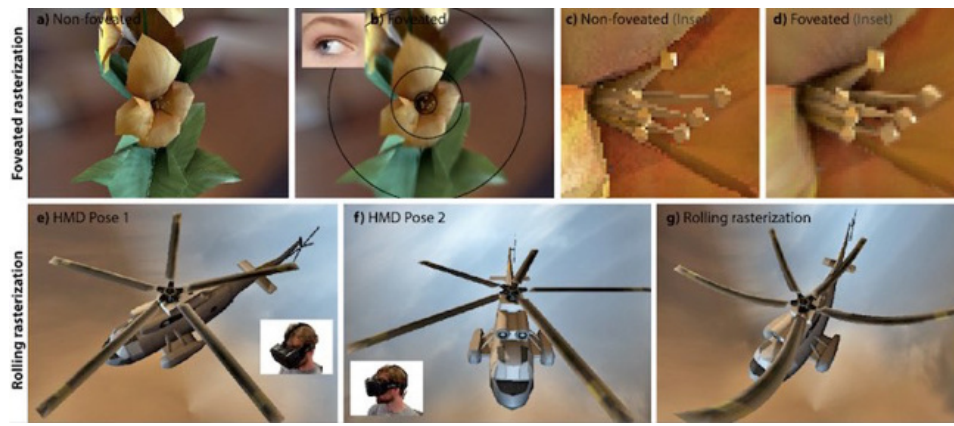 Foveated rasterization
a) Non-foveated
b) Foveated
c) Non-foveated (Inset)
d) Foveated (Inset)
Rolling rasterization
e) HMD Pose 1
f) HMD Pose 2
g) Rolling rasterization